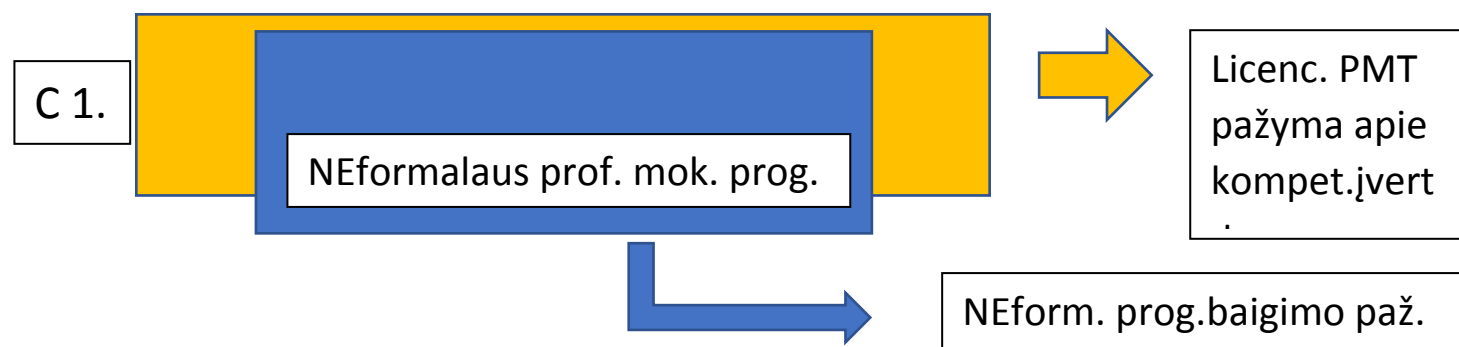 C 1.
NEformalaus prof. mok. prog.
Licenc. PMT
pažyma apie
kompet.įvert
.
NEform. prog.baigimo paž.